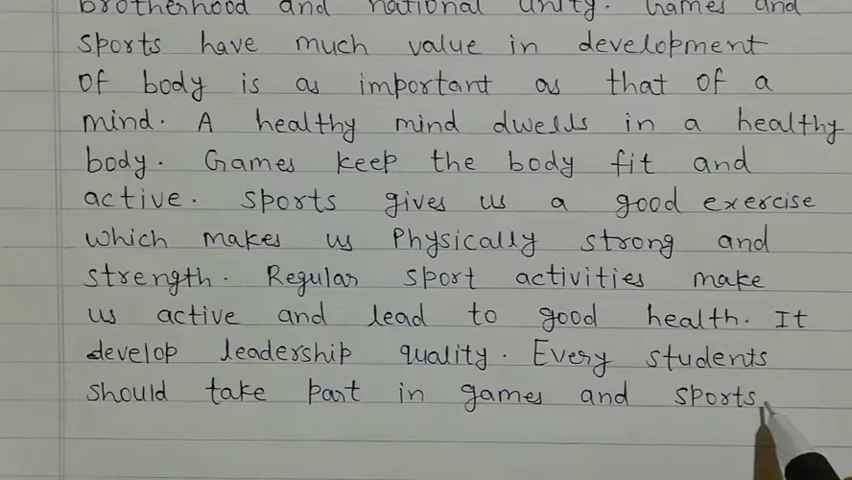 brotherhood and national unity. Games and
sports have much value in development
of body is as important as that of a
mind. A healthy mind dwells in a healthy
body. Games keep the body fit and
active. Sports gives us a good exercise
which makes us Physically strong and
strength. Regular sport activities make
us active and lead to good health. It
develop leadership quality. Every students
should take part in games and sports.